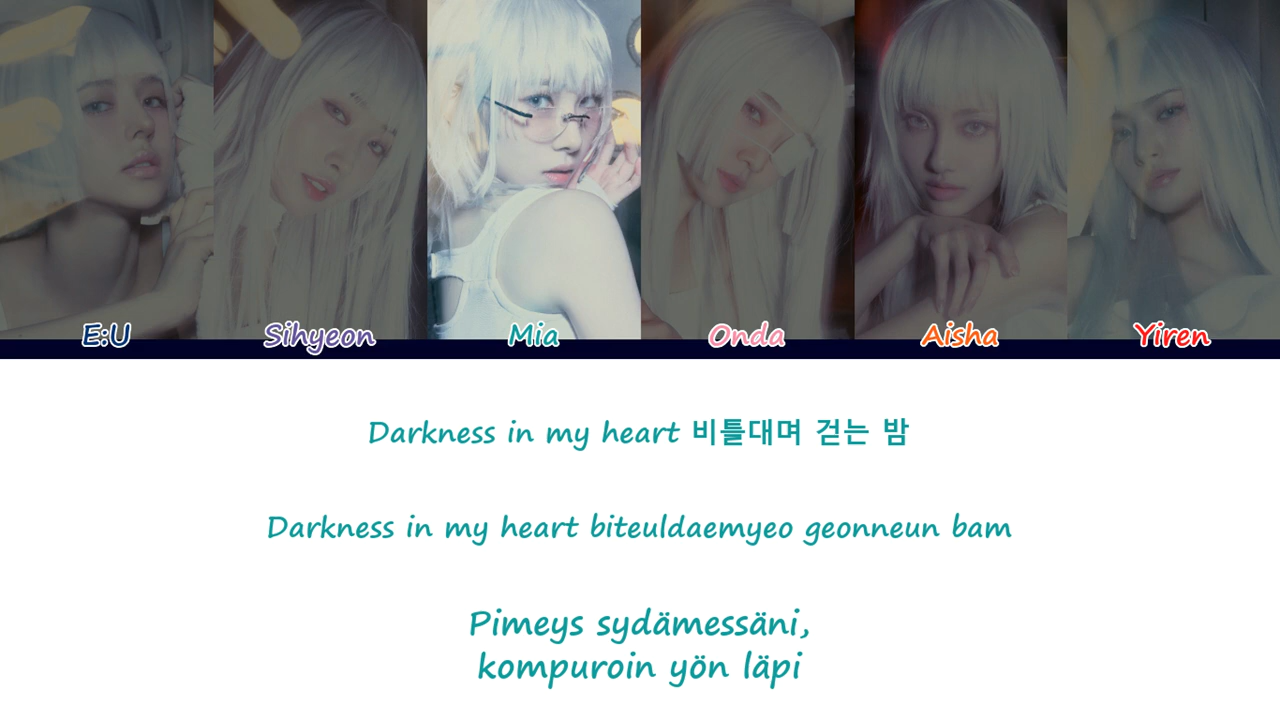 E:U Sihyeon Mia Onda Aisha Yiren
Darkness in my heart 비틀대며 걷는 밤
Darkness in my heart biteuldaemyeo geonneun bam
Pimeys sydämessäni,
kompuroin yön läpi